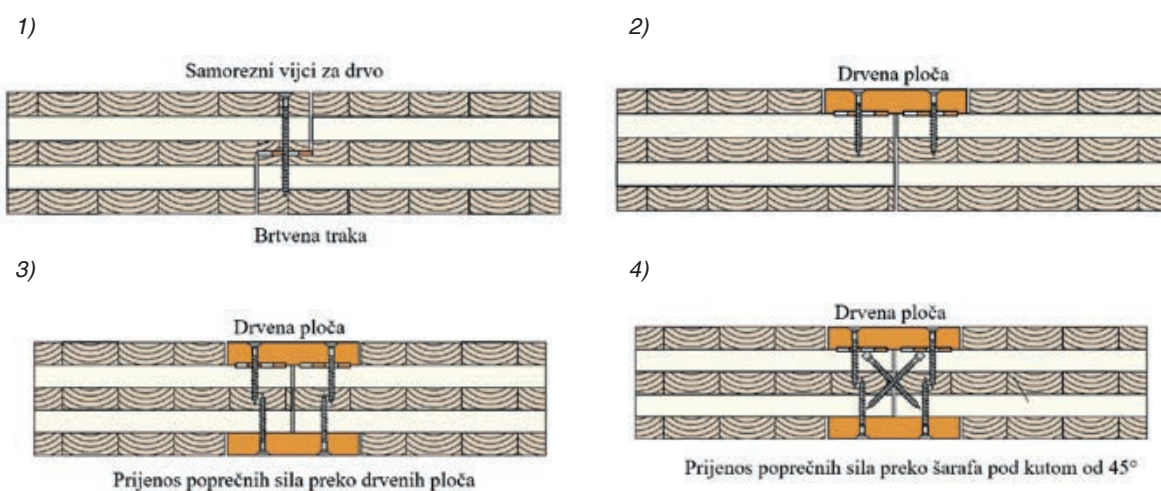 1)
Samorezni vijci za drvo
Brtvena traka
2)
Drvena ploča
3)
Drvena ploča
Prijenos poprečnih sila preko drvenih ploča
4)
Drvena ploča
Prijenos poprečnih sila preko šarafa pod kutom od 45°